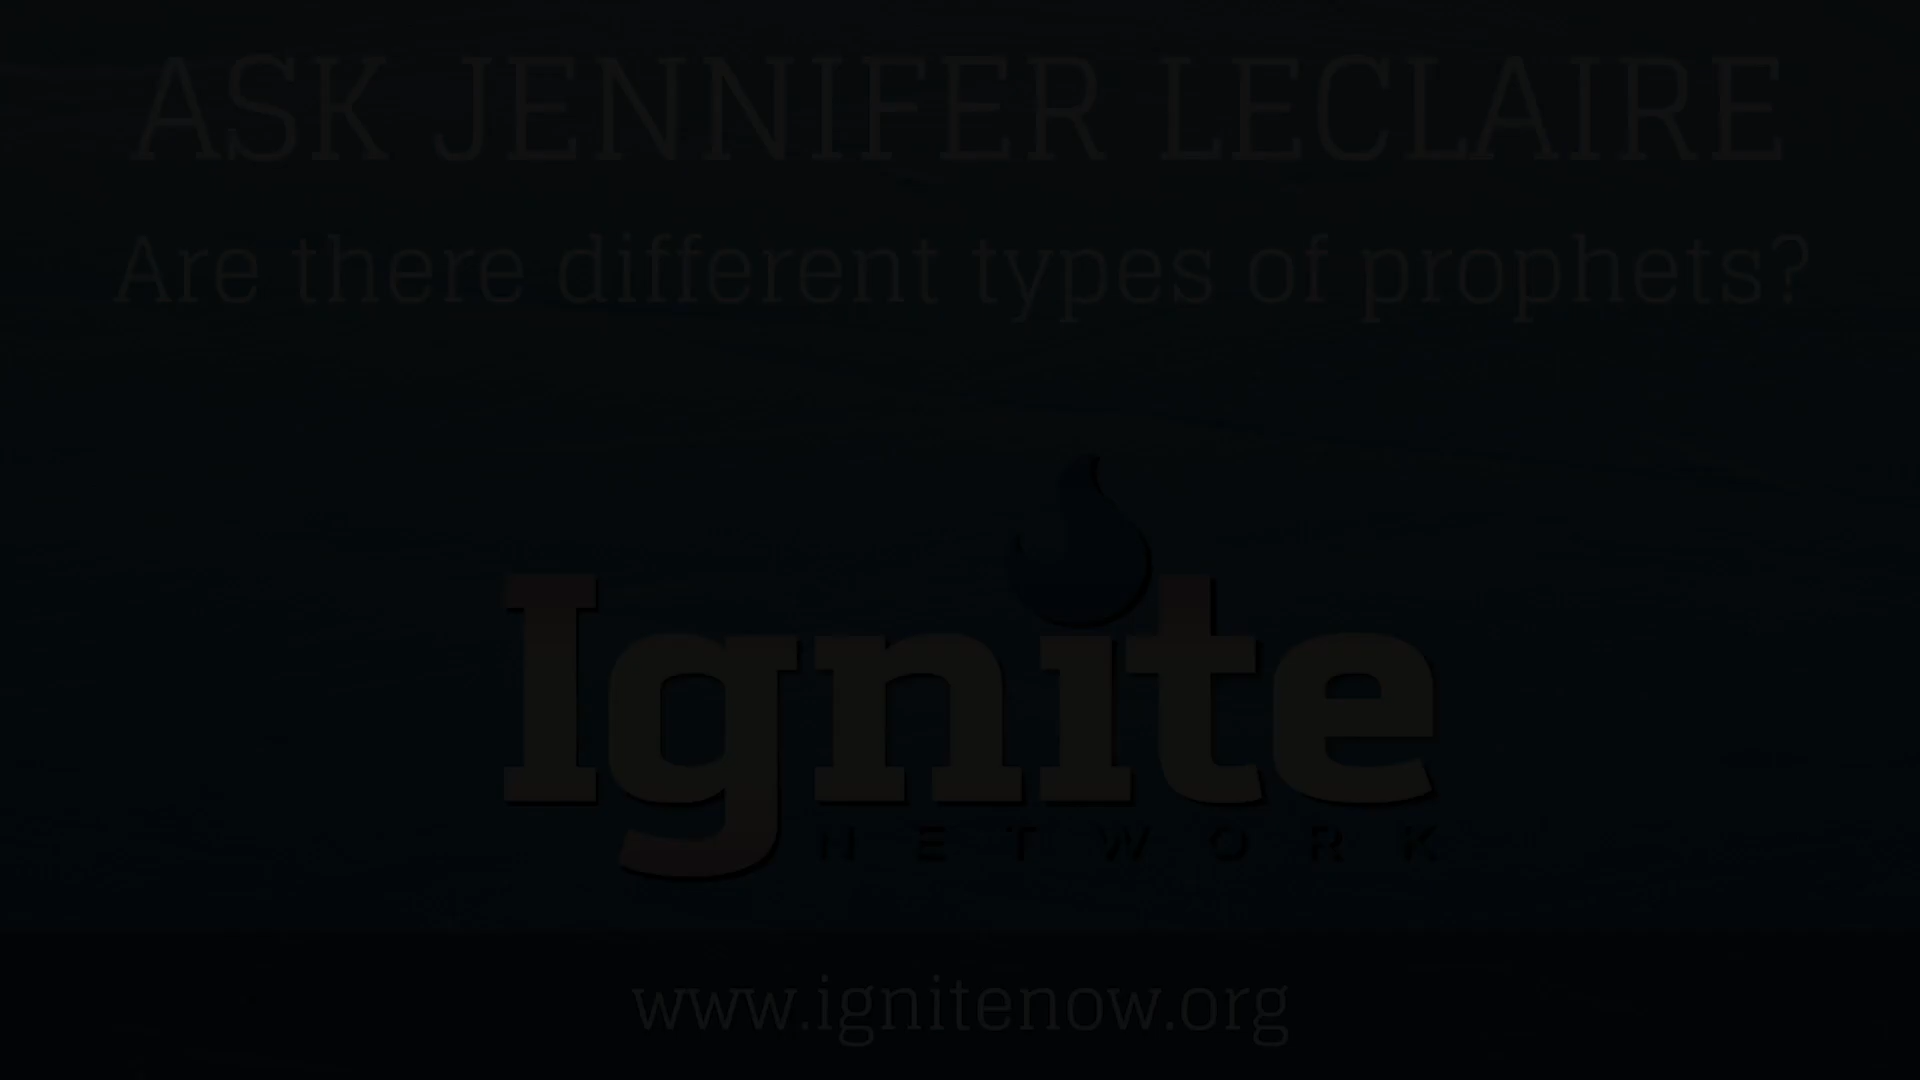 ASK JENNIFER LECLAIRE
Are there different types of prophets?
Ignite
NETWORK
www.ignitenow.org